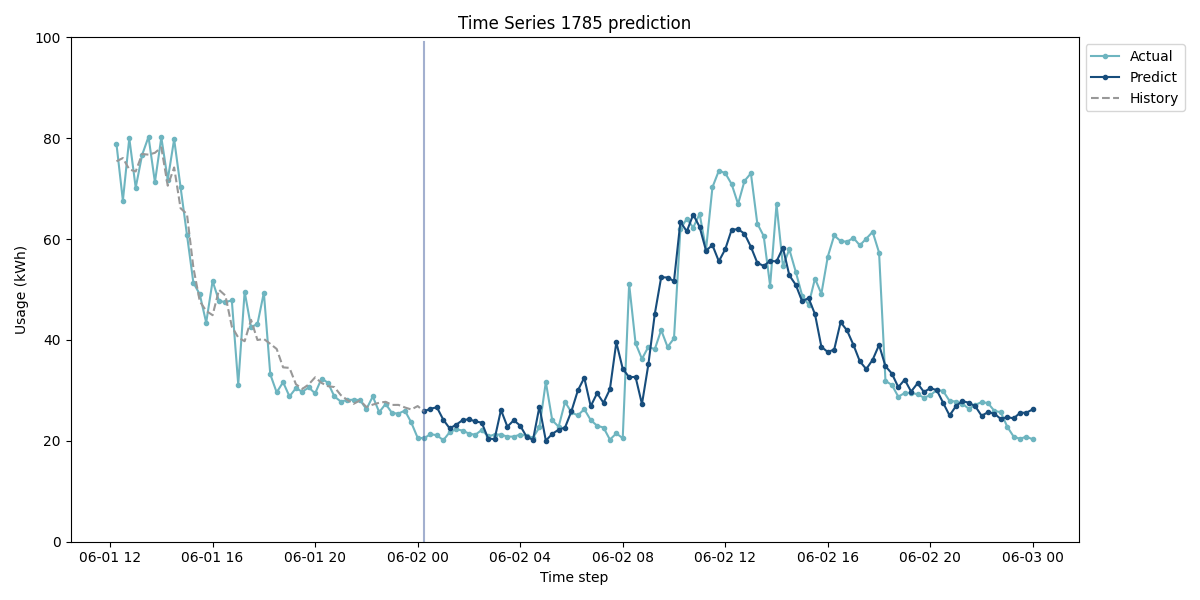 Time Series 1785 prediction
100
80
60
40
20
0
Usage (kWh)
06-01 12
06-01 16
06-01 20
06-02 00
06-02 04
06-02 08
06-02 12
06-02 16
06-02 20
06-03 00
Time step
Actual
Predict
History